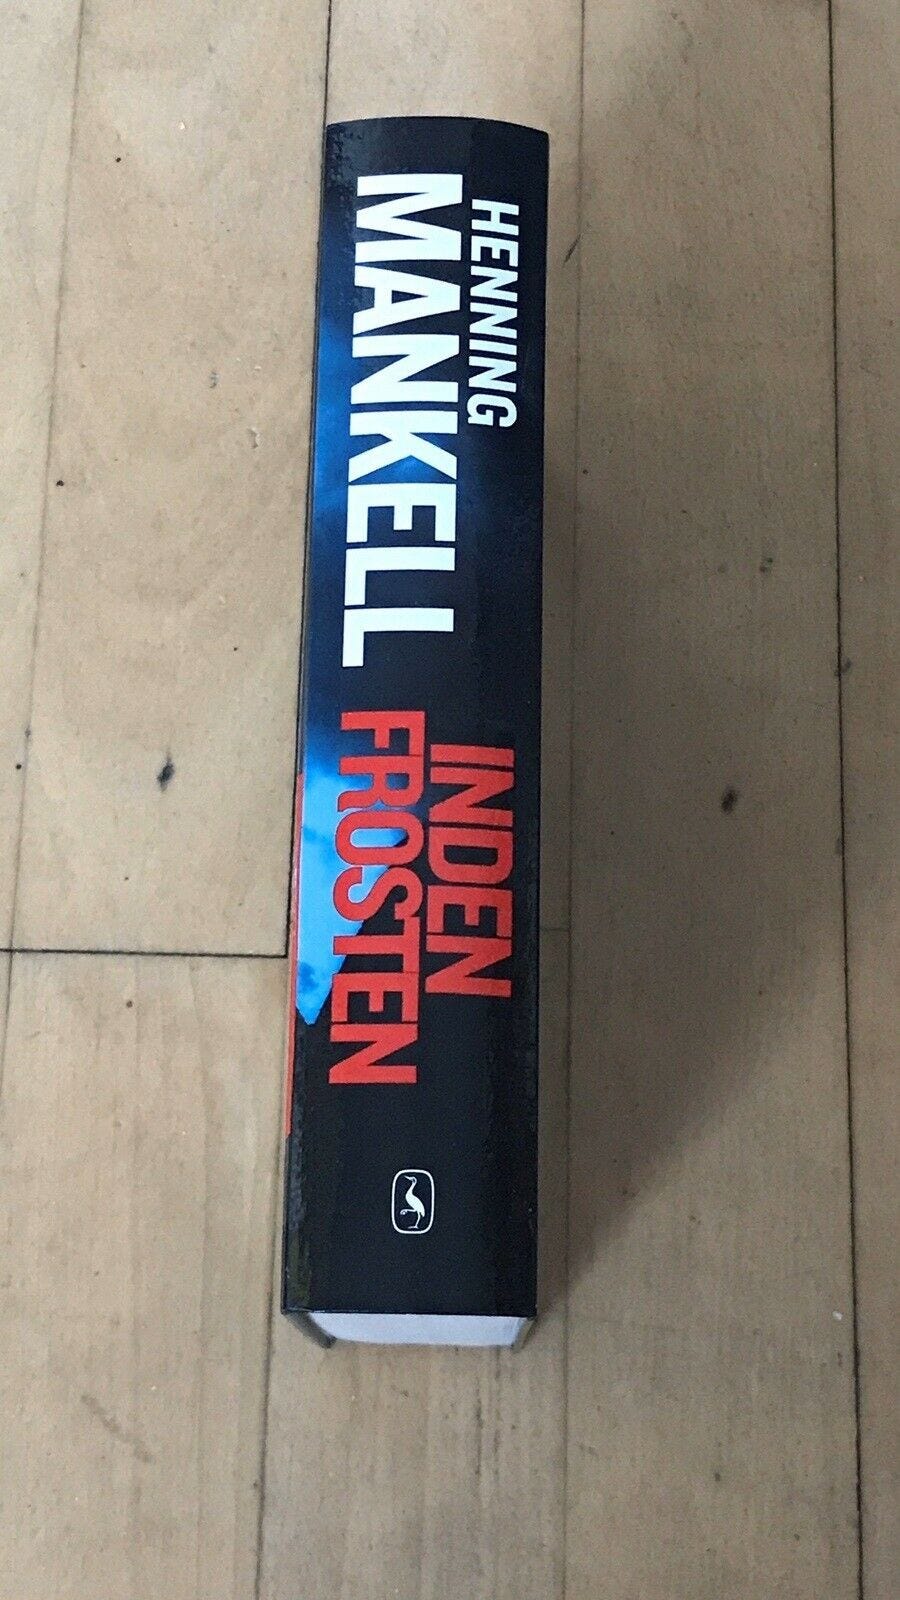 HENNING
MANKELL
INDEN
FROSTEN